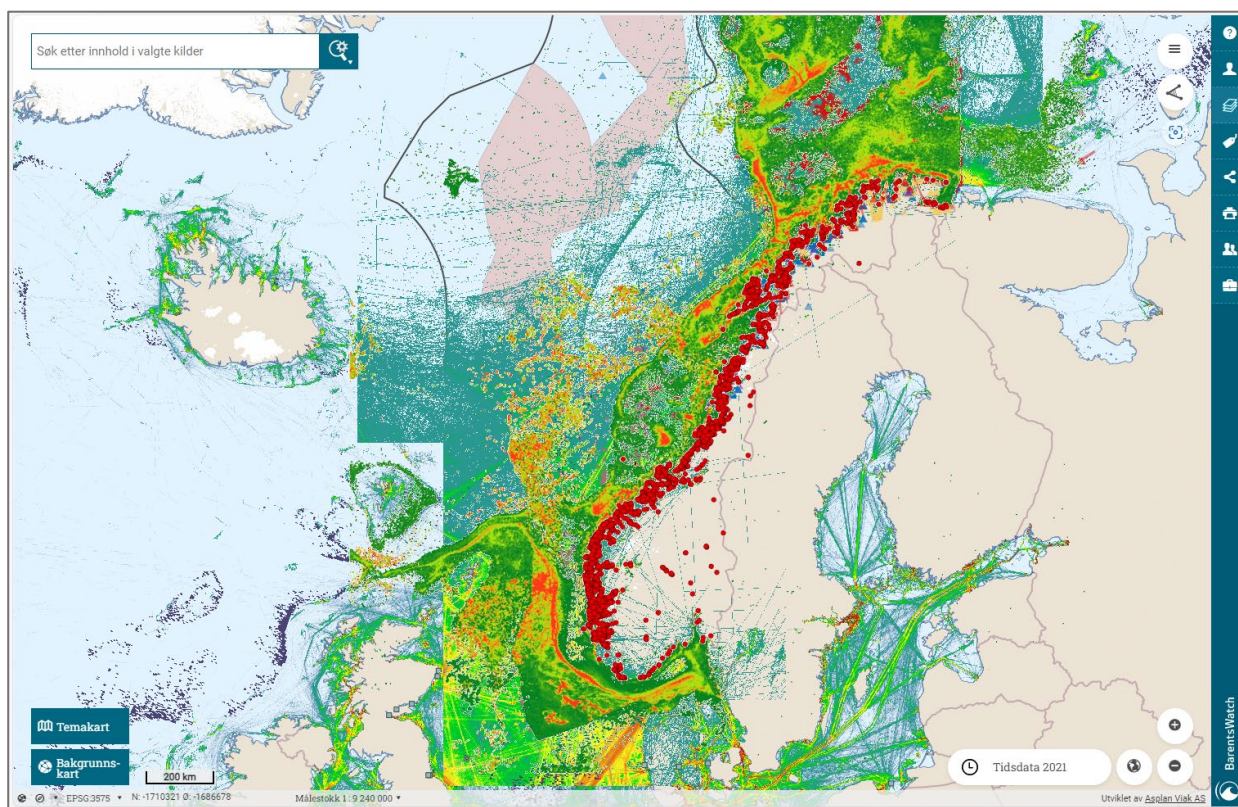 Søk etter innhold i valgte kilder
Temakart
Bakgrunns-
kart
200 km
EPSG:3575
N: -1710321 Ø: -1686678
Målestokk 1 : 9 240 000
Tidsdata 2021
Utviklet av Asplan Viak AS
BarentsWatch